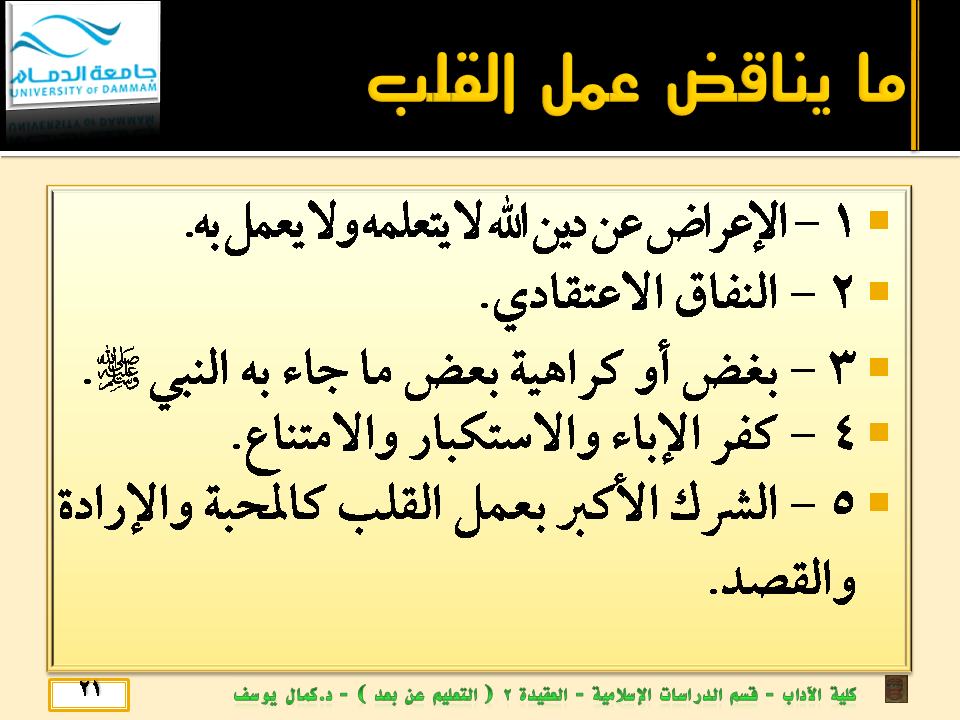 جامعة الدمام
UNIVERSITY OF DAMMAM
ما يناقض عمل القلب
١ – الإعراض عن دين الله لا يتعلمه ولا يعمل به.
٢ – النفاق الاعتقادي.
٣ – بغض أو كراهية بعض ما جاء به النبي ﷺ.
٤ – كفر الإباء والاستكبار والامتناع.
٥ – الشرك الأكبر بعمل القلب كالمحبة والإرادة
والقصد.
كلية الآداب - قسم الدراسات الإسلامية - العقيدة ٢ ( التعليم عن بعد ) - د.كمال يوسف
٢١